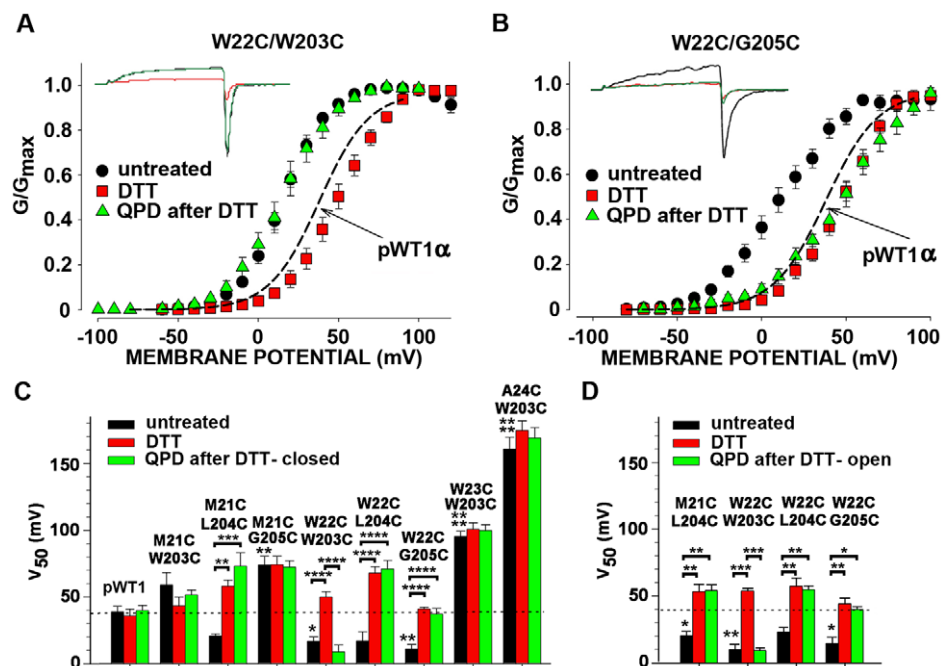 A
W22C/W203C
1.0
0.8
0.6
0.4
0.2
0
G/Gmax
untreated
DTT
QPD after DTT
pWT1α
-100 -50 0 50 100
MEMBRANE POTENTIAL (mV)
B
W22C/G205C
1.0
0.8
0.6
0.4
0.2
0
G/Gmax
untreated
DTT
QPD after DTT
pWT1α
-100 -50 0 50 100
MEMBRANE POTENTIAL (mV)
C
untreated
DTT
QPD after DTT- closed
V50 (mV)
150
100
50
0
pWT1
M21C
W203C
M21C
L204C
*** 
**
M21C
G205C
**
W22C
W203C
****
****
*
W22C
L204C
****
****
W22C
G205C
****
****
**
W23C
W203C
**
**
A24C
W203C
**
**
D
untreated
DTT
QPD after DTT- open
V50 (mV)
150
100
50
0
M21C
L204C
**
**
*
W22C
W203C
***
***
**
W22C
L204C
**
**
W22C
G205C
*
**
*